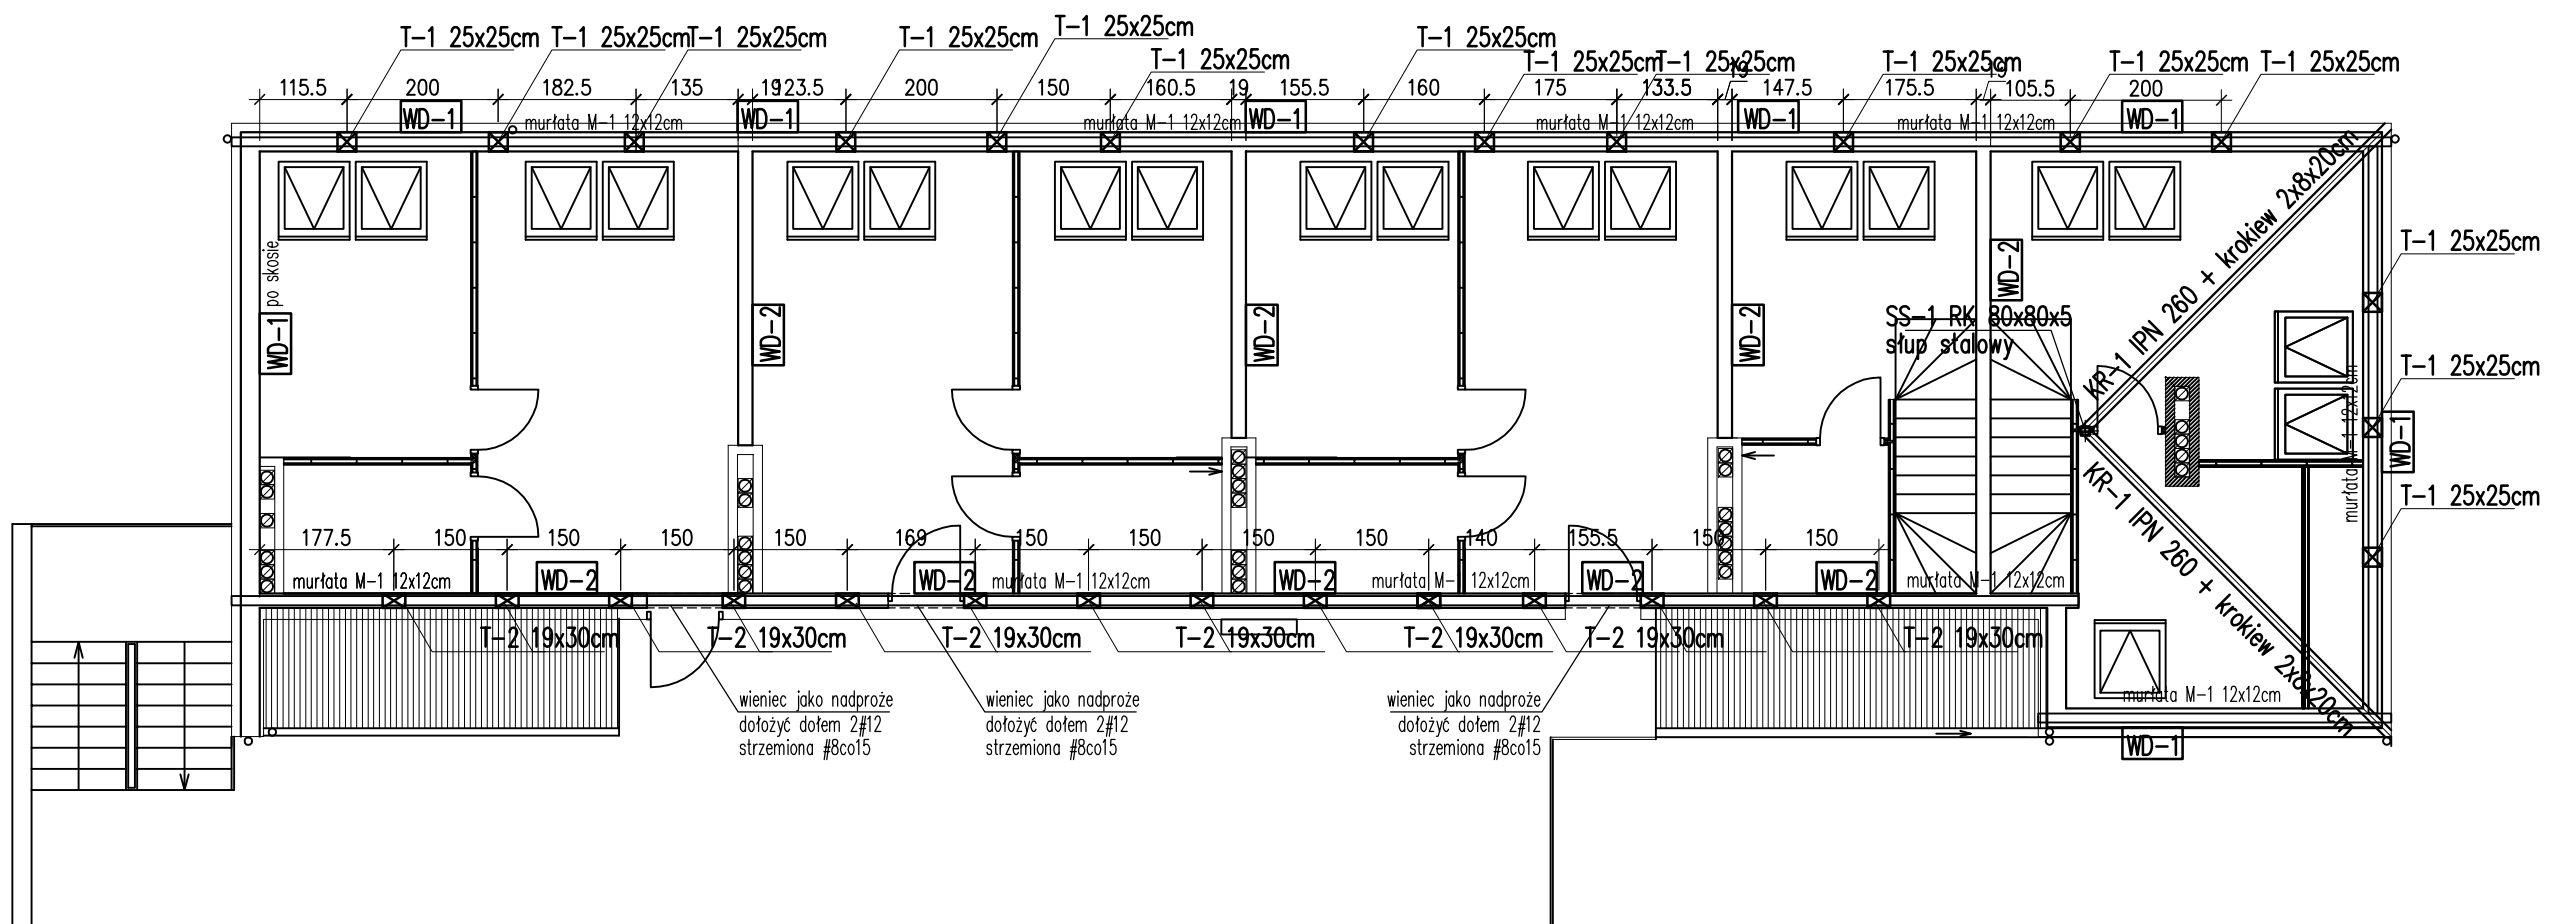 T-1 25x25cm
T-1 25x25cm
T-1 25x25cm
T-1 25x25cm
T-1 25x25cm
T-1 25x25cm
T-1 25x25cm
T-1 25x25cm
T-1 25x25cm
T-1 25x25cm
T-1 25x25cm
T-1 25x25cm
115.5
200
182.5
135
19
123.5
200
150
160.5
19
155.5
160
175
133.5
19
147.5
175.5
19
105.5
200
WD-1
WD-1
WD-1
WD-1
WD-1
murłata M-1 12x12cm
murłata M-1 12x12cm
murłata M-1 12x12cm
murłata M-1 12x12cm
po skosie
WD-1
WD-2
WD-2
WD-2
WD-2
SS-1 RK 80x80x5
słup stalowy
KR-1 IPN 260 + krokiew 2x8x20cm
KR-1 IPN 260 + krokiew 2x8x20cm
T-1 25x25cm
T-1 25x25cm
T-1 25x25cm
murłata M-1 12x12cm
murłata M-1 12x12cm
WD-1
177.5
150
150
150
150
169
150
150
150
150
140
155.5
150
150
murłata M-1 12x12cm
WD-2
WD-2
murłata M-1 12x12cm
WD-2
murłata M-1 12x12cm
WD-2
WD-2
murłata M-1 12x12cm
T-2 19x30cm
T-2 19x30cm
T-2 19x30cm
T-2 19x30cm
T-2 19x30cm
T-2 19x30cm
T-2 19x30cm
wieniec jako nadproże
dołożyć dołem 2#12
strzemiona #8co15
wieniec jako nadproże
dołożyć dołem 2#12
strzemiona #8co15
wieniec jako nadproże
dołożyć dołem 2#12
strzemiona #8co15
murłata M-1 12x12cm
WD-1